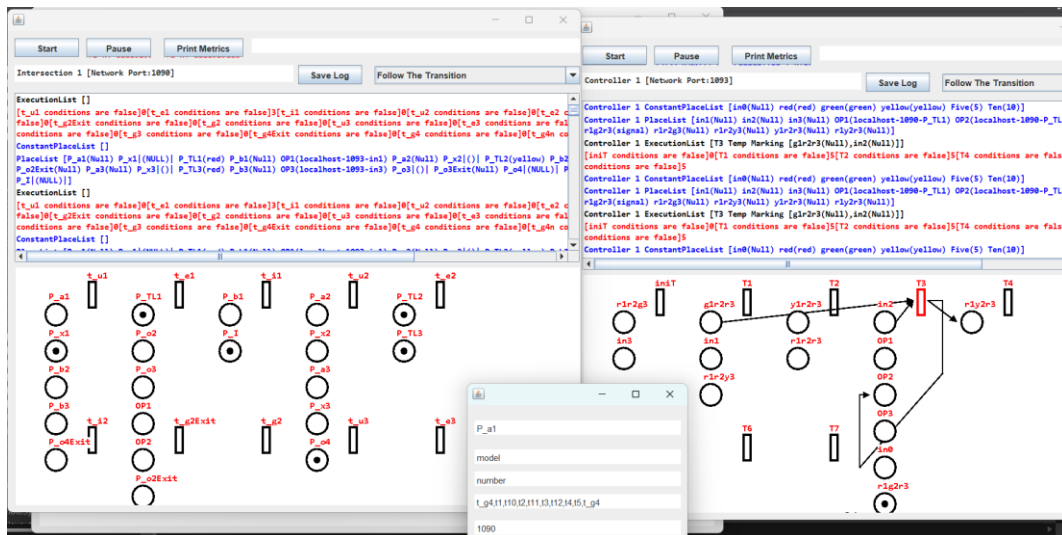 Start Pause Print Metrics
Intersection 1 [Network Port:1090] Save Log Follow The Transition
ExecutionList []
[t_u1 conditions are false]0[t_e1 conditions are false]3[t_i1 conditions are false]0[t_u2 conditions are false]0[t_e2 c
false]0[t_g2Exit conditions are false]0[t_g2 conditions are false]0[t_u3 conditions are false]0[t_e3 conditions are fal
conditions are false]0[t_g3 conditions are false]0[t_g4Exit conditions are false]0[t_g4 conditions are false]0[t_g4n co
ConstantPlaceList []
PlaceList [P_a1(Null) P_x1|(NULL)| P_TL1(red) P_b1(Null) OP1(localhost-1093-in1) P_a2(Null) P_x2|()| P_TL2(yellow) P_b2
P_o2Exit(Null) P_a3(Null) P_x3|()| P_TL3(red) P_b3(Null) OP3(localhost-1093-in3) P_o3|()| P_o3Exit(Null) P_o4|(NULL)| P
P_I|(NULL)|]
ExecutionList []
[t_u1 conditions are false]0[t_e1 conditions are false]3[t_i1 conditions are false]0[t_u2 conditions are false]0[t_e2 c
false]0[t_g2Exit conditions are false]0[t_g2 conditions are false]0[t_u3 conditions are false]0[t_e3 conditions are fal
conditions are false]0[t_g3 conditions are false]0[t_g4Exit conditions are false]0[t_g4 conditions are false]0[t_g4n co
ConstantPlaceList []
t_u1 t_e1 t_i1 t_u2 t_e2
P_a1 P_TL1 P_b1 P_a2 P_TL2
P_x1 P_o2 P_I P_x2 P_TL3
P_b2 P_o3 P_a3
P_b3 OP1 P_x3
t_i2 t_g2Exit t_g2 t_u3 t_e3
P_o4Exit OP2 P_o4
P_o2Exit
Start Pause Print Metrics
Controller 1 [Network Port:1093] Save Log Follow The Transition
Controller 1 ConstantPlaceList [in0(Null) red(red) green(green) yellow(yellow) Five(5) Ten(10)]
Controller 1 PlaceList [in1(Null) in2(Null) in3(Null) OP1(localhost-1090-P_TL1) OP2(localhost-1090-P_TL
r1g2r3(signal) r1r2g3(Null) r1r2y3(Null) y1r2r3(Null) r1y2r3(Null)]
Controller 1 ExecutionList [T3 Temp Marking [g1r2r3(Null),in2(Null)]]
[iniT conditions are false]0[T1 conditions are false]5[T2 conditions are false]5[T4 conditions are fals
conditions are false]5
Controller 1 ConstantPlaceList [in0(Null) red(red) green(green) yellow(yellow) Five(5) Ten(10)]
Controller 1 PlaceList [in1(Null) in2(Null) in3(Null) OP1(localhost-1090-P_TL1) OP2(localhost-1090-P_TL
r1g2r3(signal) r1r2g3(Null) r1r2y3(Null) y1r2r3(Null) r1y2r3(Null)]
Controller 1 ExecutionList [T3 Temp Marking [g1r2r3(Null),in2(Null)]]
[iniT conditions are false]0[T1 conditions are false]5[T2 conditions are false]5[T4 conditions are fals
conditions are false]5
Controller 1 ConstantPlaceList [in0(Null) red(red) green(green) yellow(yellow) Five(5) Ten(10)]
iniT T1 T2 T3 T4
r1r2g3 g1r2r3 y1r2r3 in2 r1y2r3
in3 in1 r1r2r3 OP1
r1r2y3 OP2
OP3
T6 T7
in0
r1g2r3
P_a1
model
number
t_g4,t1,t10,t2,t11,t3,t12,t4,t5,t_g4
1090